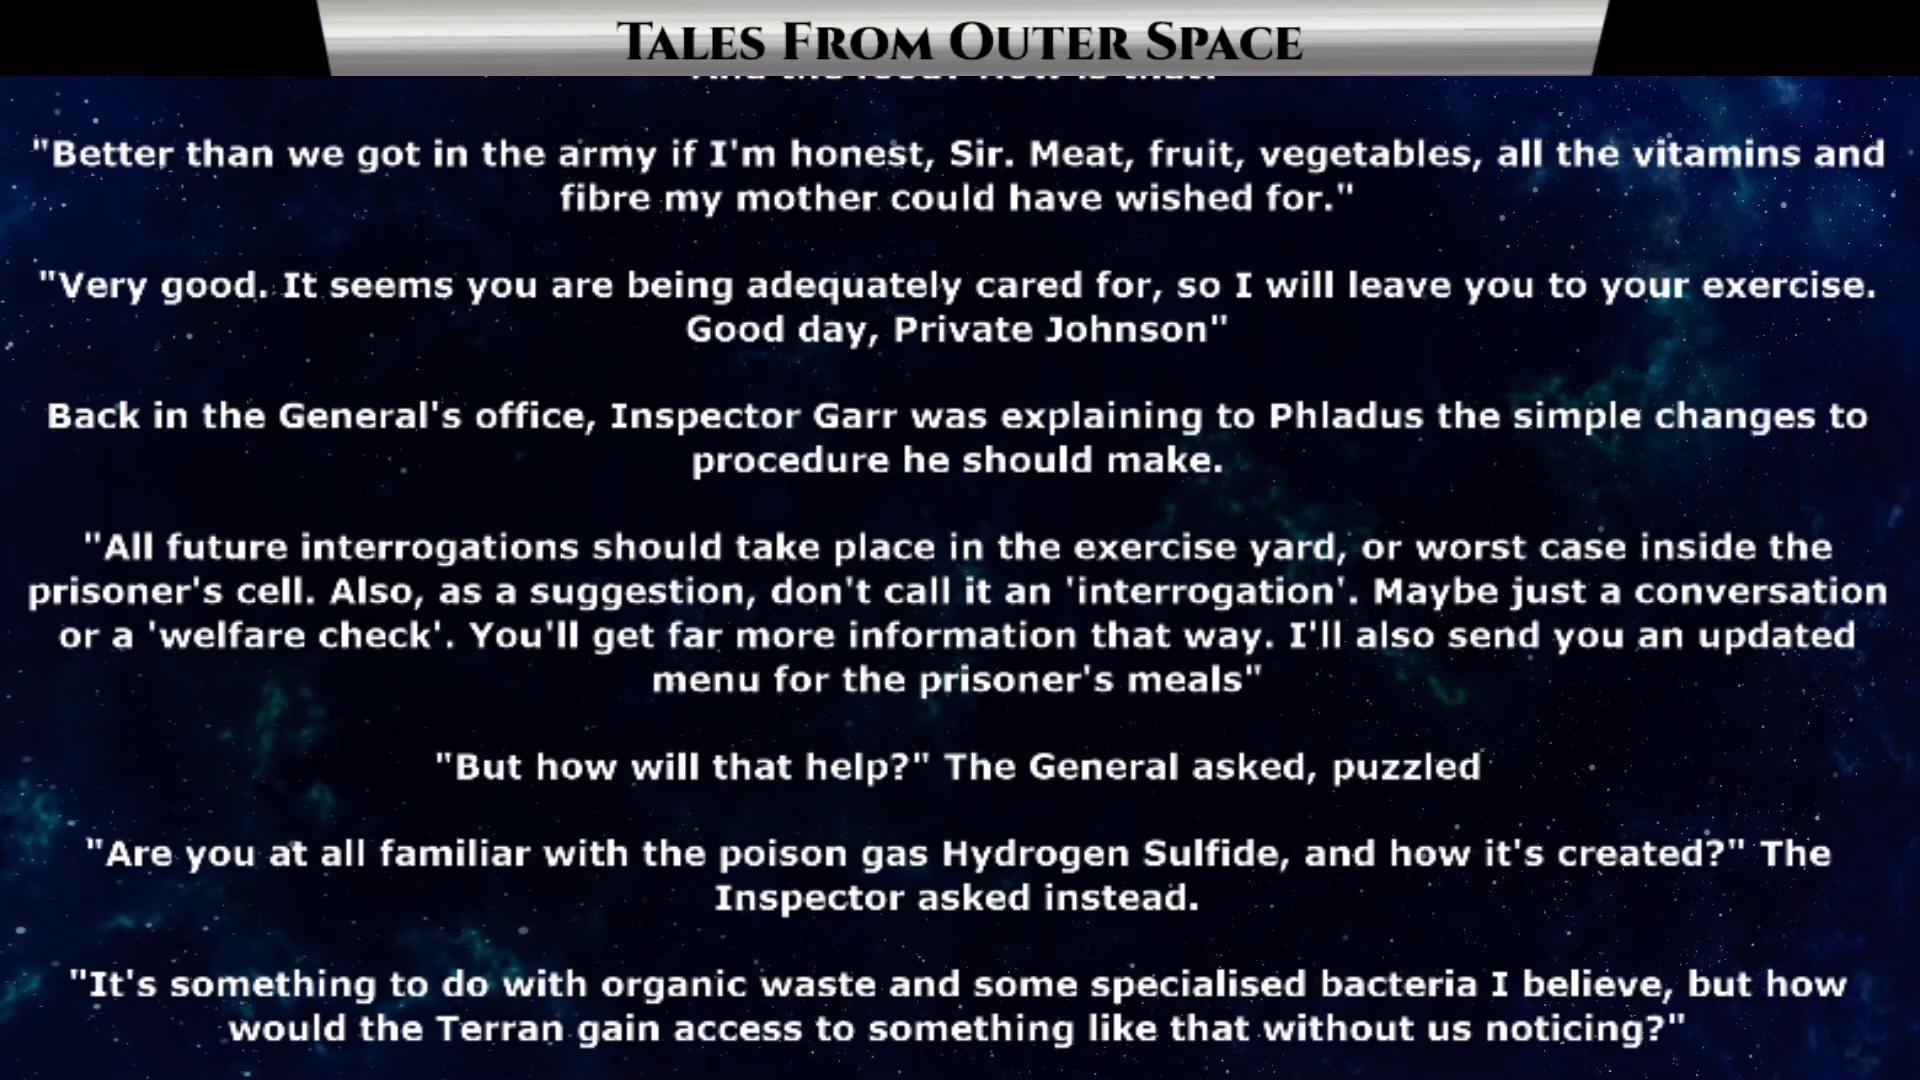 Tales From Outer Space
"Better than we got in the army if I'm honest, Sir. Meat, fruit, vegetables, all the vitamins and
fibre my mother could have wished for."
"Very good. It seems you are being adequately cared for, so I will leave you to your exercise.
Good day, Private Johnson"
Back in the General's office, Inspector Garr was explaining to Phladus the simple changes to
procedure he should make.
"All future interrogations should take place in the exercise yard, or worst case inside the
prisoner's cell. Also, as a suggestion, don't call it an 'interrogation'. Maybe just a conversation
or a 'welfare check'. You'll get far more information that way. I'll also send you an updated
menu for the prisoner's meals"
"But how will that help?" The General asked, puzzled
"Are you at all familiar with the poison gas Hydrogen Sulfide, and how it's created?" The
Inspector asked instead.
"It's something to do with organic waste and some specialised bacteria I believe, but how
would the Terran gain access to something like that without us noticing?"